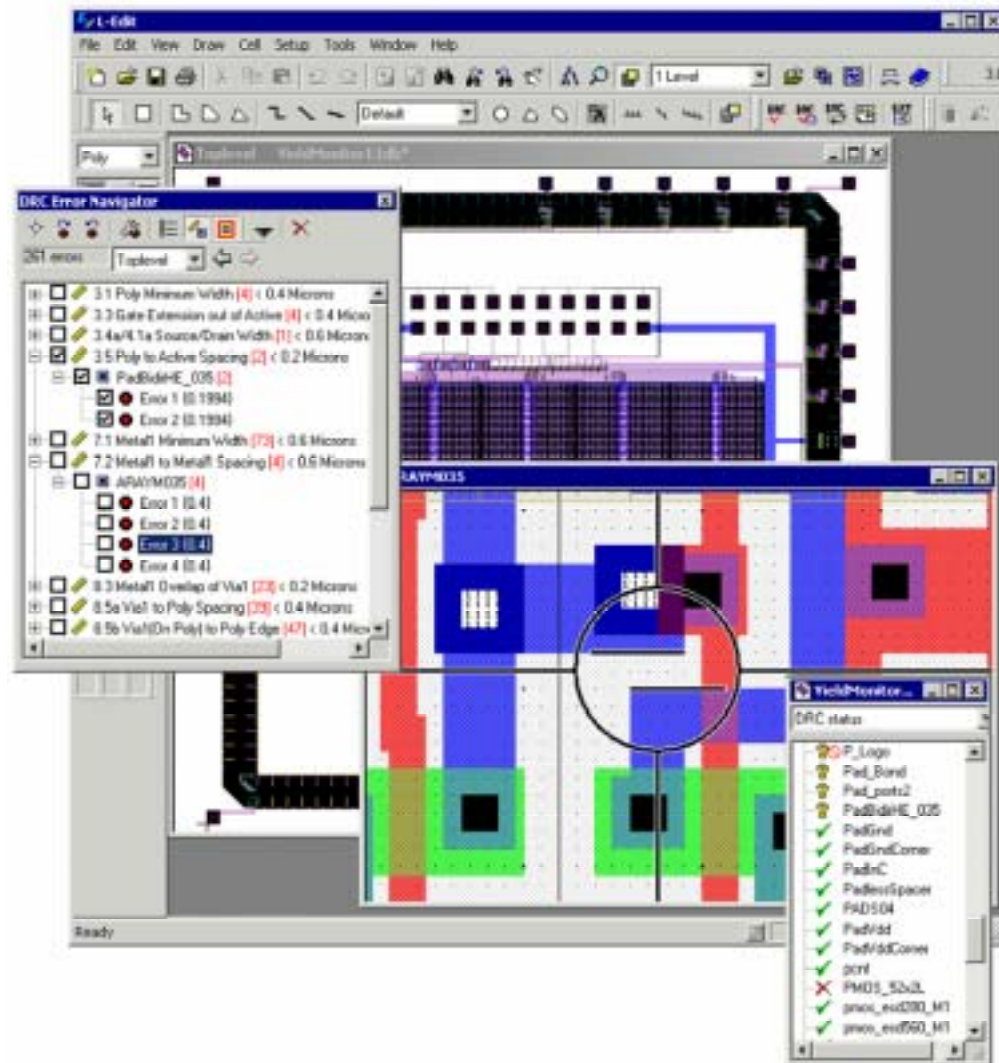 L-Edit
File Edit View Draw Cell Setup Tools Window Help
1 Level
Default
Poly
Toplevel YieldMonitor1.tdb*
DRC Error Navigator
261 errors Toplevel
3.1 Poly Minimum Width [4] < 0.4 Microns
3.3 Gate Extension out of Active [4] < 0.4 Micro
3.4a/4.1a Source/Drain Width [1] < 0.6 Micron
3.5 Poly to Active Spacing [2] < 0.2 Microns
PadBidiHE_035 [2]
Error 1 (0.1994)
Error 2 (0.1994)
7.1 Metal1 Minimum Width [73] < 0.6 Microns
7.2 Metal1 to Metal1 Spacing [4] < 0.6 Microns
ARAYM035 [4]
Error 1 (0.4)
Error 2 (0.4)
Error 3 (0.4)
Error 4 (0.4)
8.3 Metal1 Overlap of Via1 [23] < 0.2 Microns
8.5a Via1 to Poly Spacing [39] < 0.4 Microns
8.5b Via1(On Poly) to Poly Edge [47] < 0.4 Micr
RAYM035
YieldMonitor...
DRC status
P_Logo
Pad_Bond
Pad_ports2
PadBidiHE_035
PadGnd
PadGndCorner
PadInC
PadlessSpacer
PADS04
PadVdd
PadVddCorner
pcnf
PMOS_52x2L
pmos_esd280_M1
pmos_esd560_M1
Ready